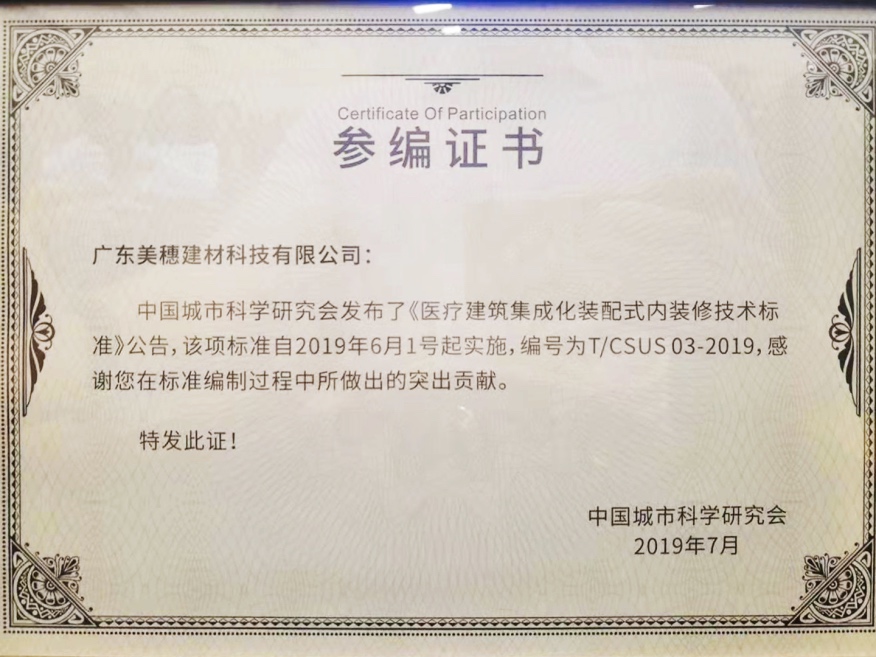 Certificate Of Participation
参编证书
广东美穗建材科技有限公司：
中国城市科学研究会发布了《医疗建筑集成化装配式内装修技术标
准》公告，该项标准自2019年6月1号起实施，编号为T/CSUS 03-2019，感
谢您在标准编制过程中所做出的突出贡献。
特发此证！
中国城市科学研究会
2019年7月